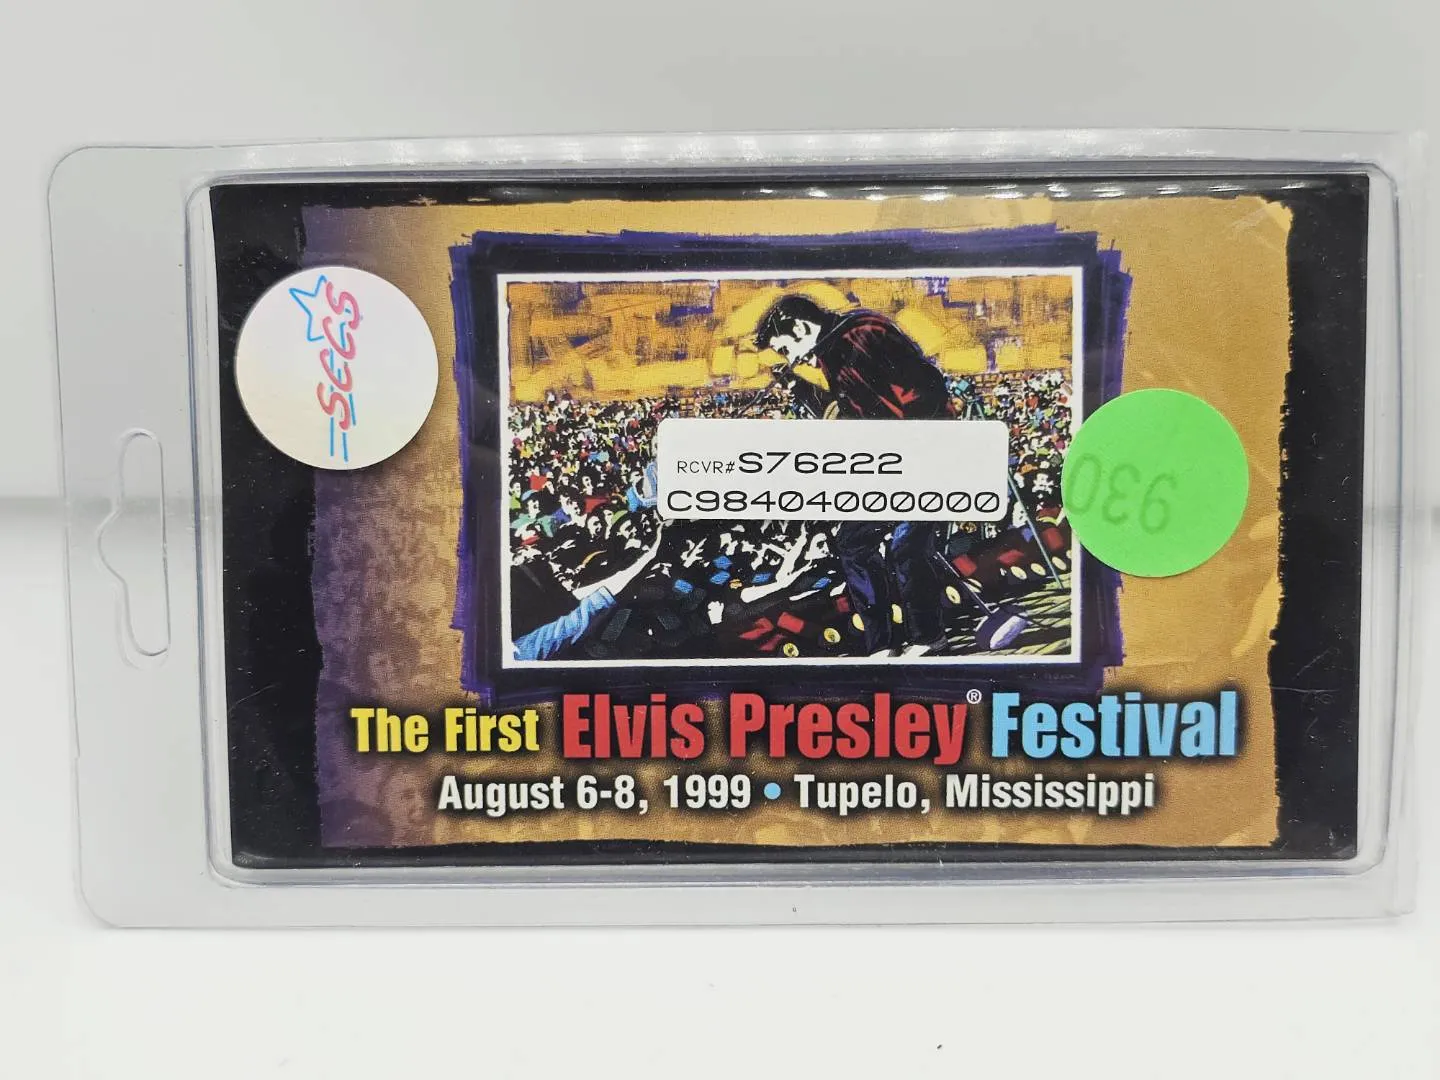 SECS
RCVR#S76222
C98404000000
930
The First Elvis Presley® Festival
August 6-8, 1999 • Tupelo, Mississippi